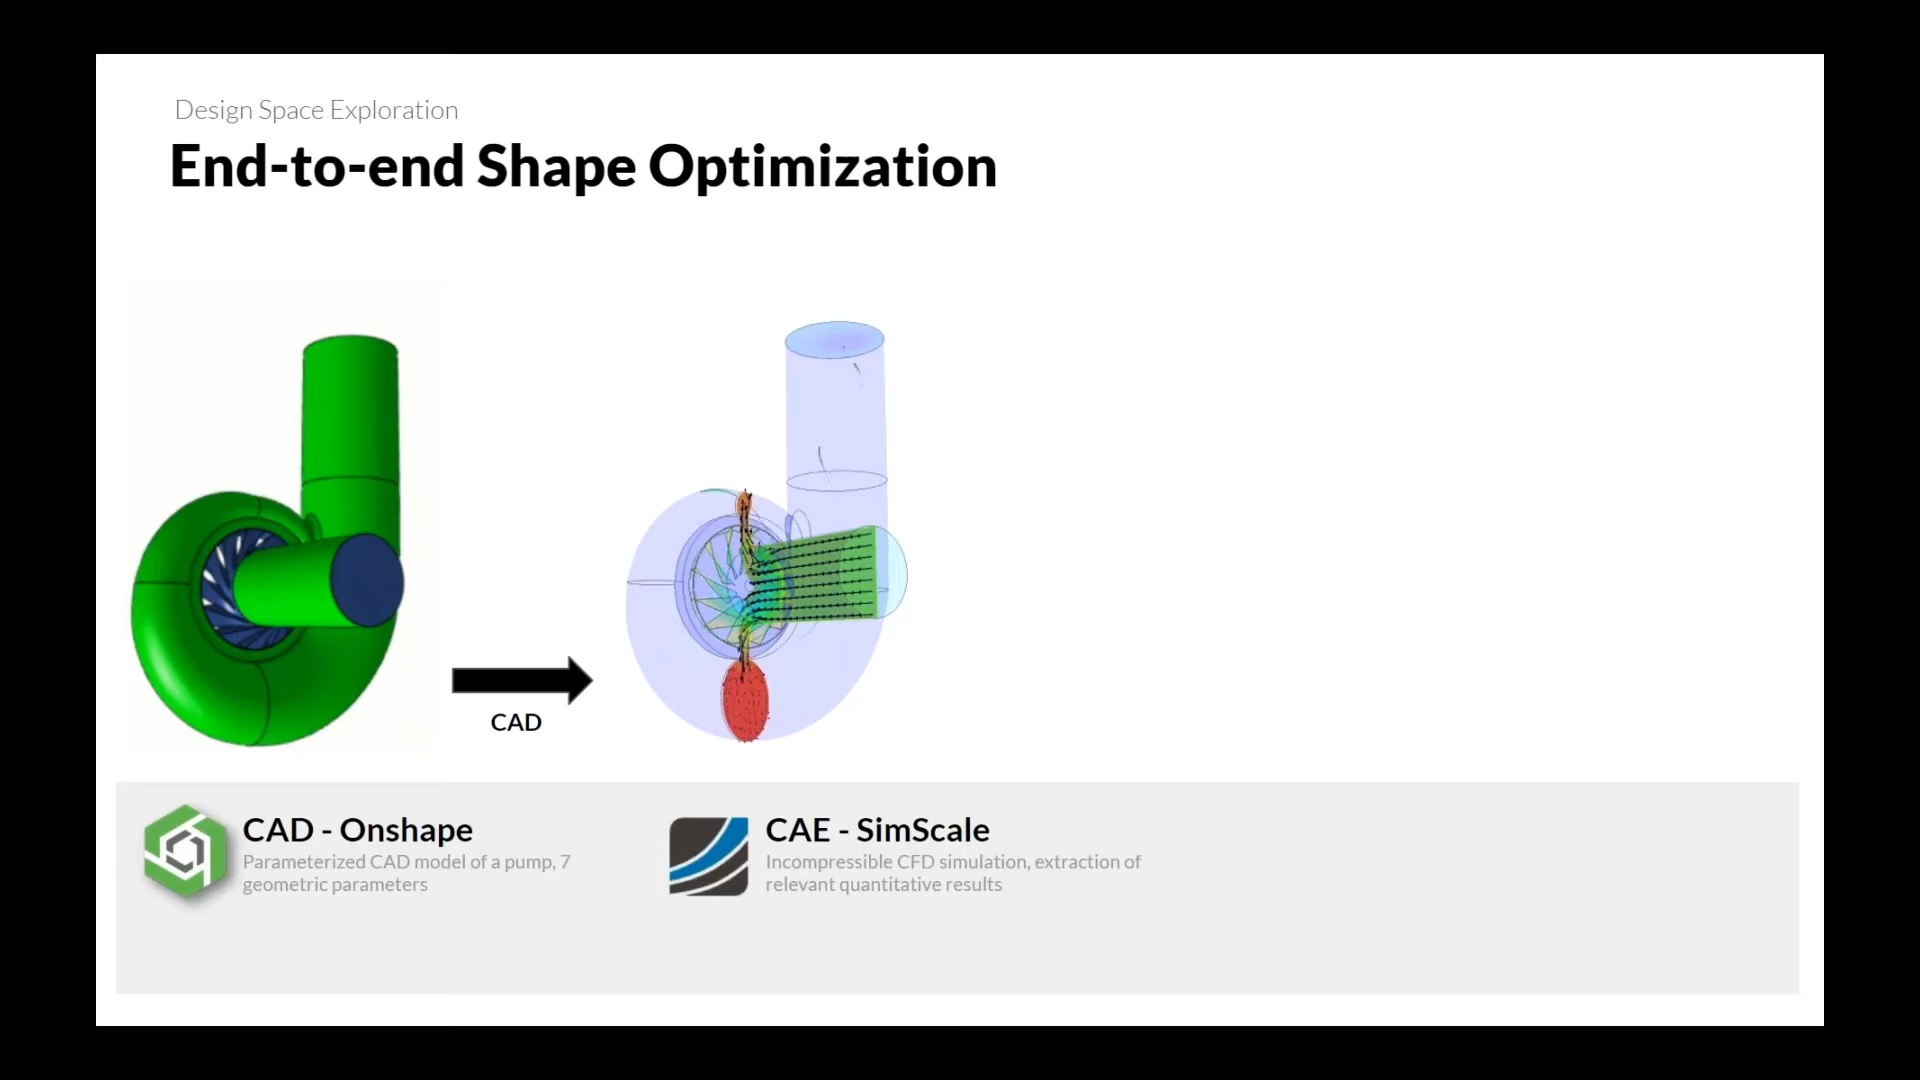 Design Space Exploration
End-to-end Shape Optimization
CAD
CAD - Onshape
Parameterized CAD model of a pump, 7
geometric parameters
CAE - SimScale
Incompressible CFD simulation, extraction of
relevant quantitative results